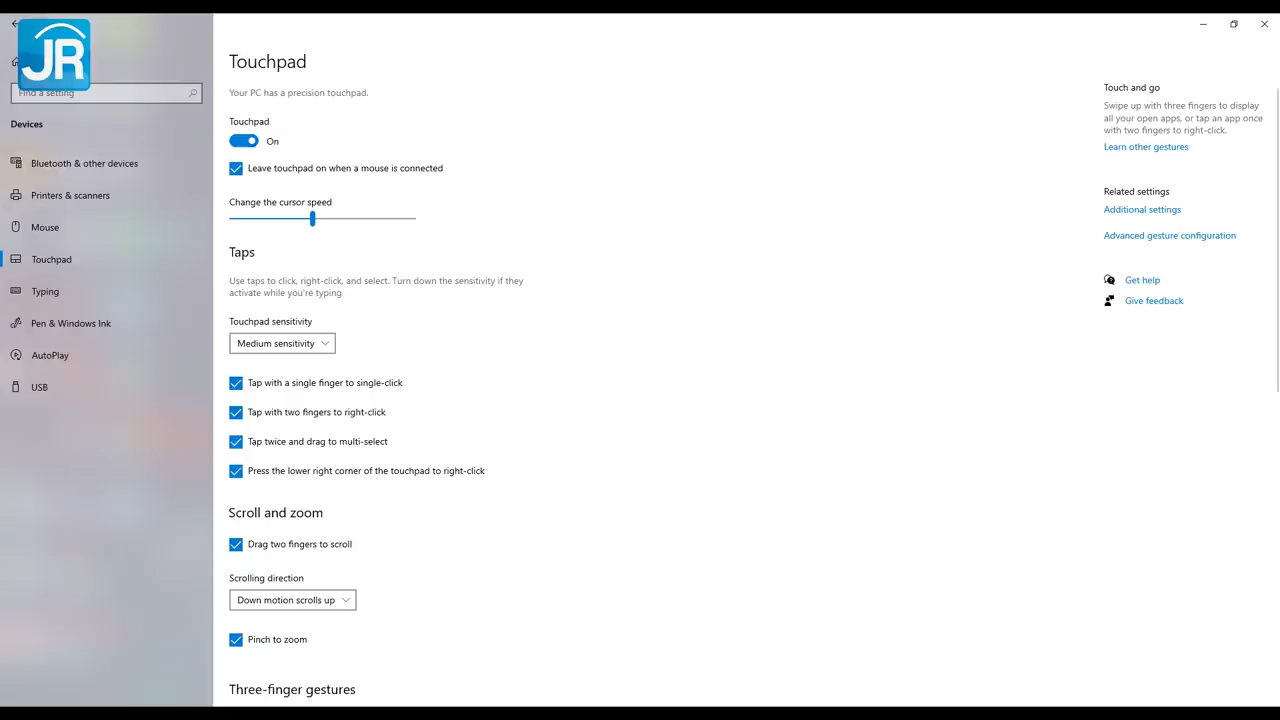 JR
Find a setting
Devices
Bluetooth & other devices
Printers & scanners
Mouse
Touchpad
Typing
Pen & Windows Ink
AutoPlay
USB
Touchpad
Your PC has a precision touchpad.
Touchpad
On
Leave touchpad on when a mouse is connected
Change the cursor speed
Taps
Use taps to click, right-click, and select. Turn down the sensitivity if they
activate while you're typing
Touchpad sensitivity
Medium sensitivity
Tap with a single finger to single-click
Tap with two fingers to right-click
Tap twice and drag to multi-select
Press the lower right corner of the touchpad to right-click
Scroll and zoom
Drag two fingers to scroll
Scrolling direction
Down motion scrolls up
Pinch to zoom
Three-finger gestures
Touch and go
Swipe up with three fingers to display
all your open apps, or tap an app once
with two fingers to right-click.
Learn other gestures
Related settings
Additional settings
Advanced gesture configuration
Get help
Give feedback